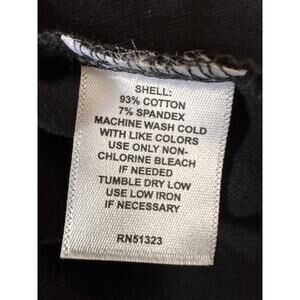 SHELL:
93% COTTON
7% SPANDEX
MACHINE WASH COLD
WITH LIKE COLORS
USE ONLY NON-
CHLORINE BLEACH
IF NEEDED
TUMBLE DRY LOW
USE LOW IRON
IF NECESSARY
RN51323